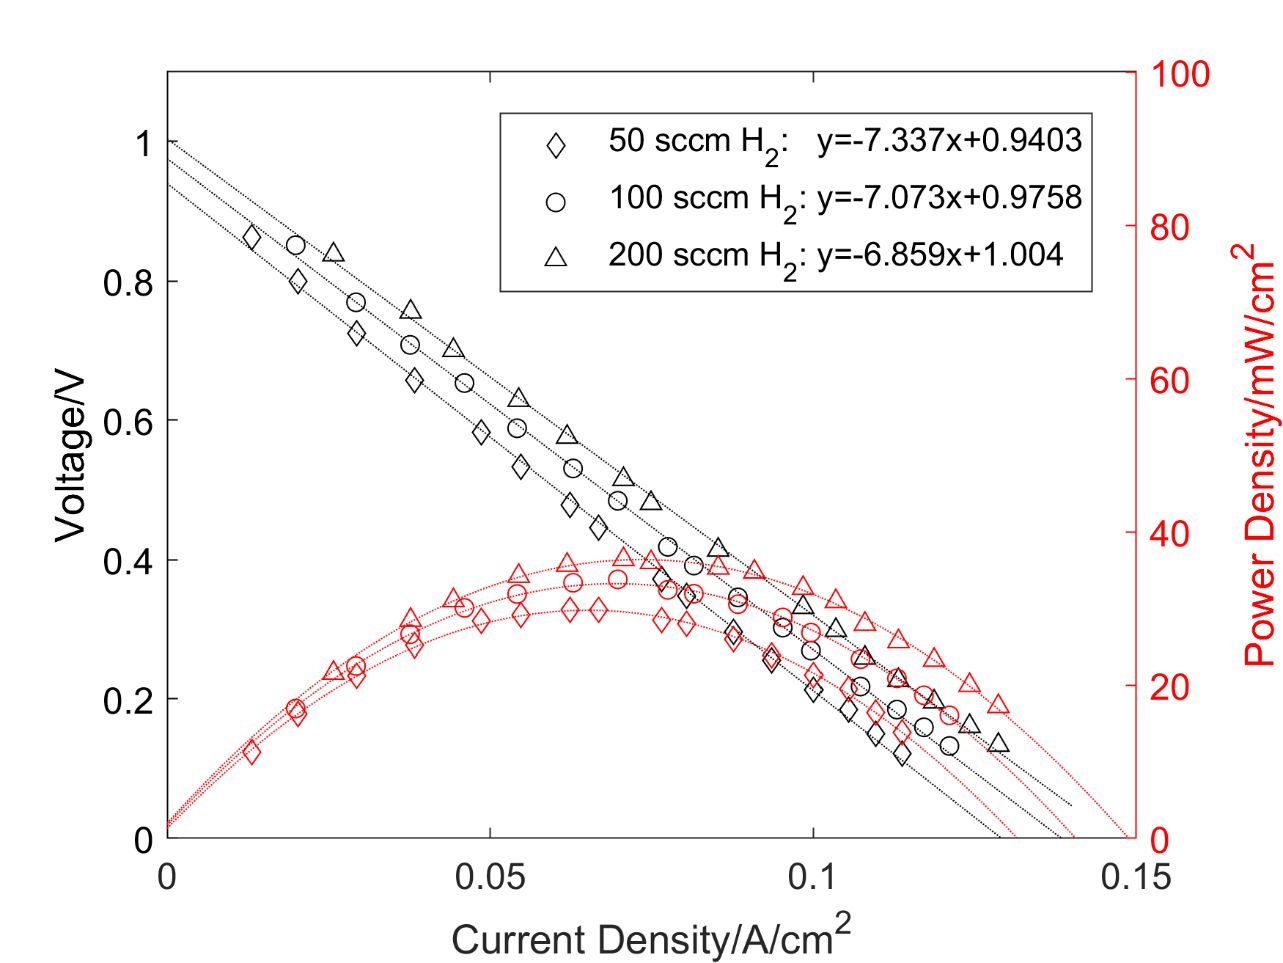 50 sccm H2: y=-7.337x+0.9403
100 sccm H2: y=-7.073x+0.9758
200 sccm H2: y=-6.859x+1.004
1
0.8
0.6
0.4
0.2
0
Voltage/V
100
80
60
40
20
0
Power Density/mW/cm2
0
0.05
0.1
0.15
Current Density/A/cm2